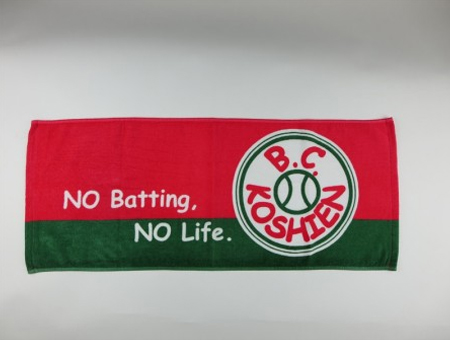 NO Batting,
NO Life.
B.C.
KOSHIEN